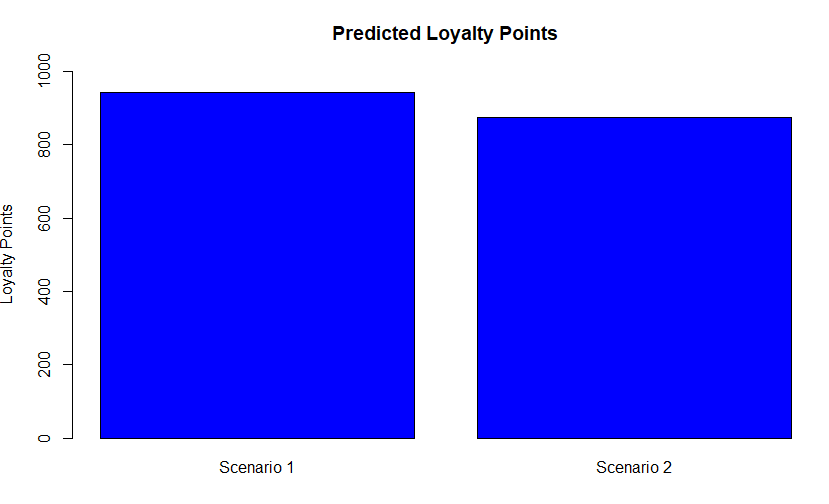 Predicted Loyalty Points
Loyalty Points
1000
800
600
400
200
0
Scenario 1
Scenario 2